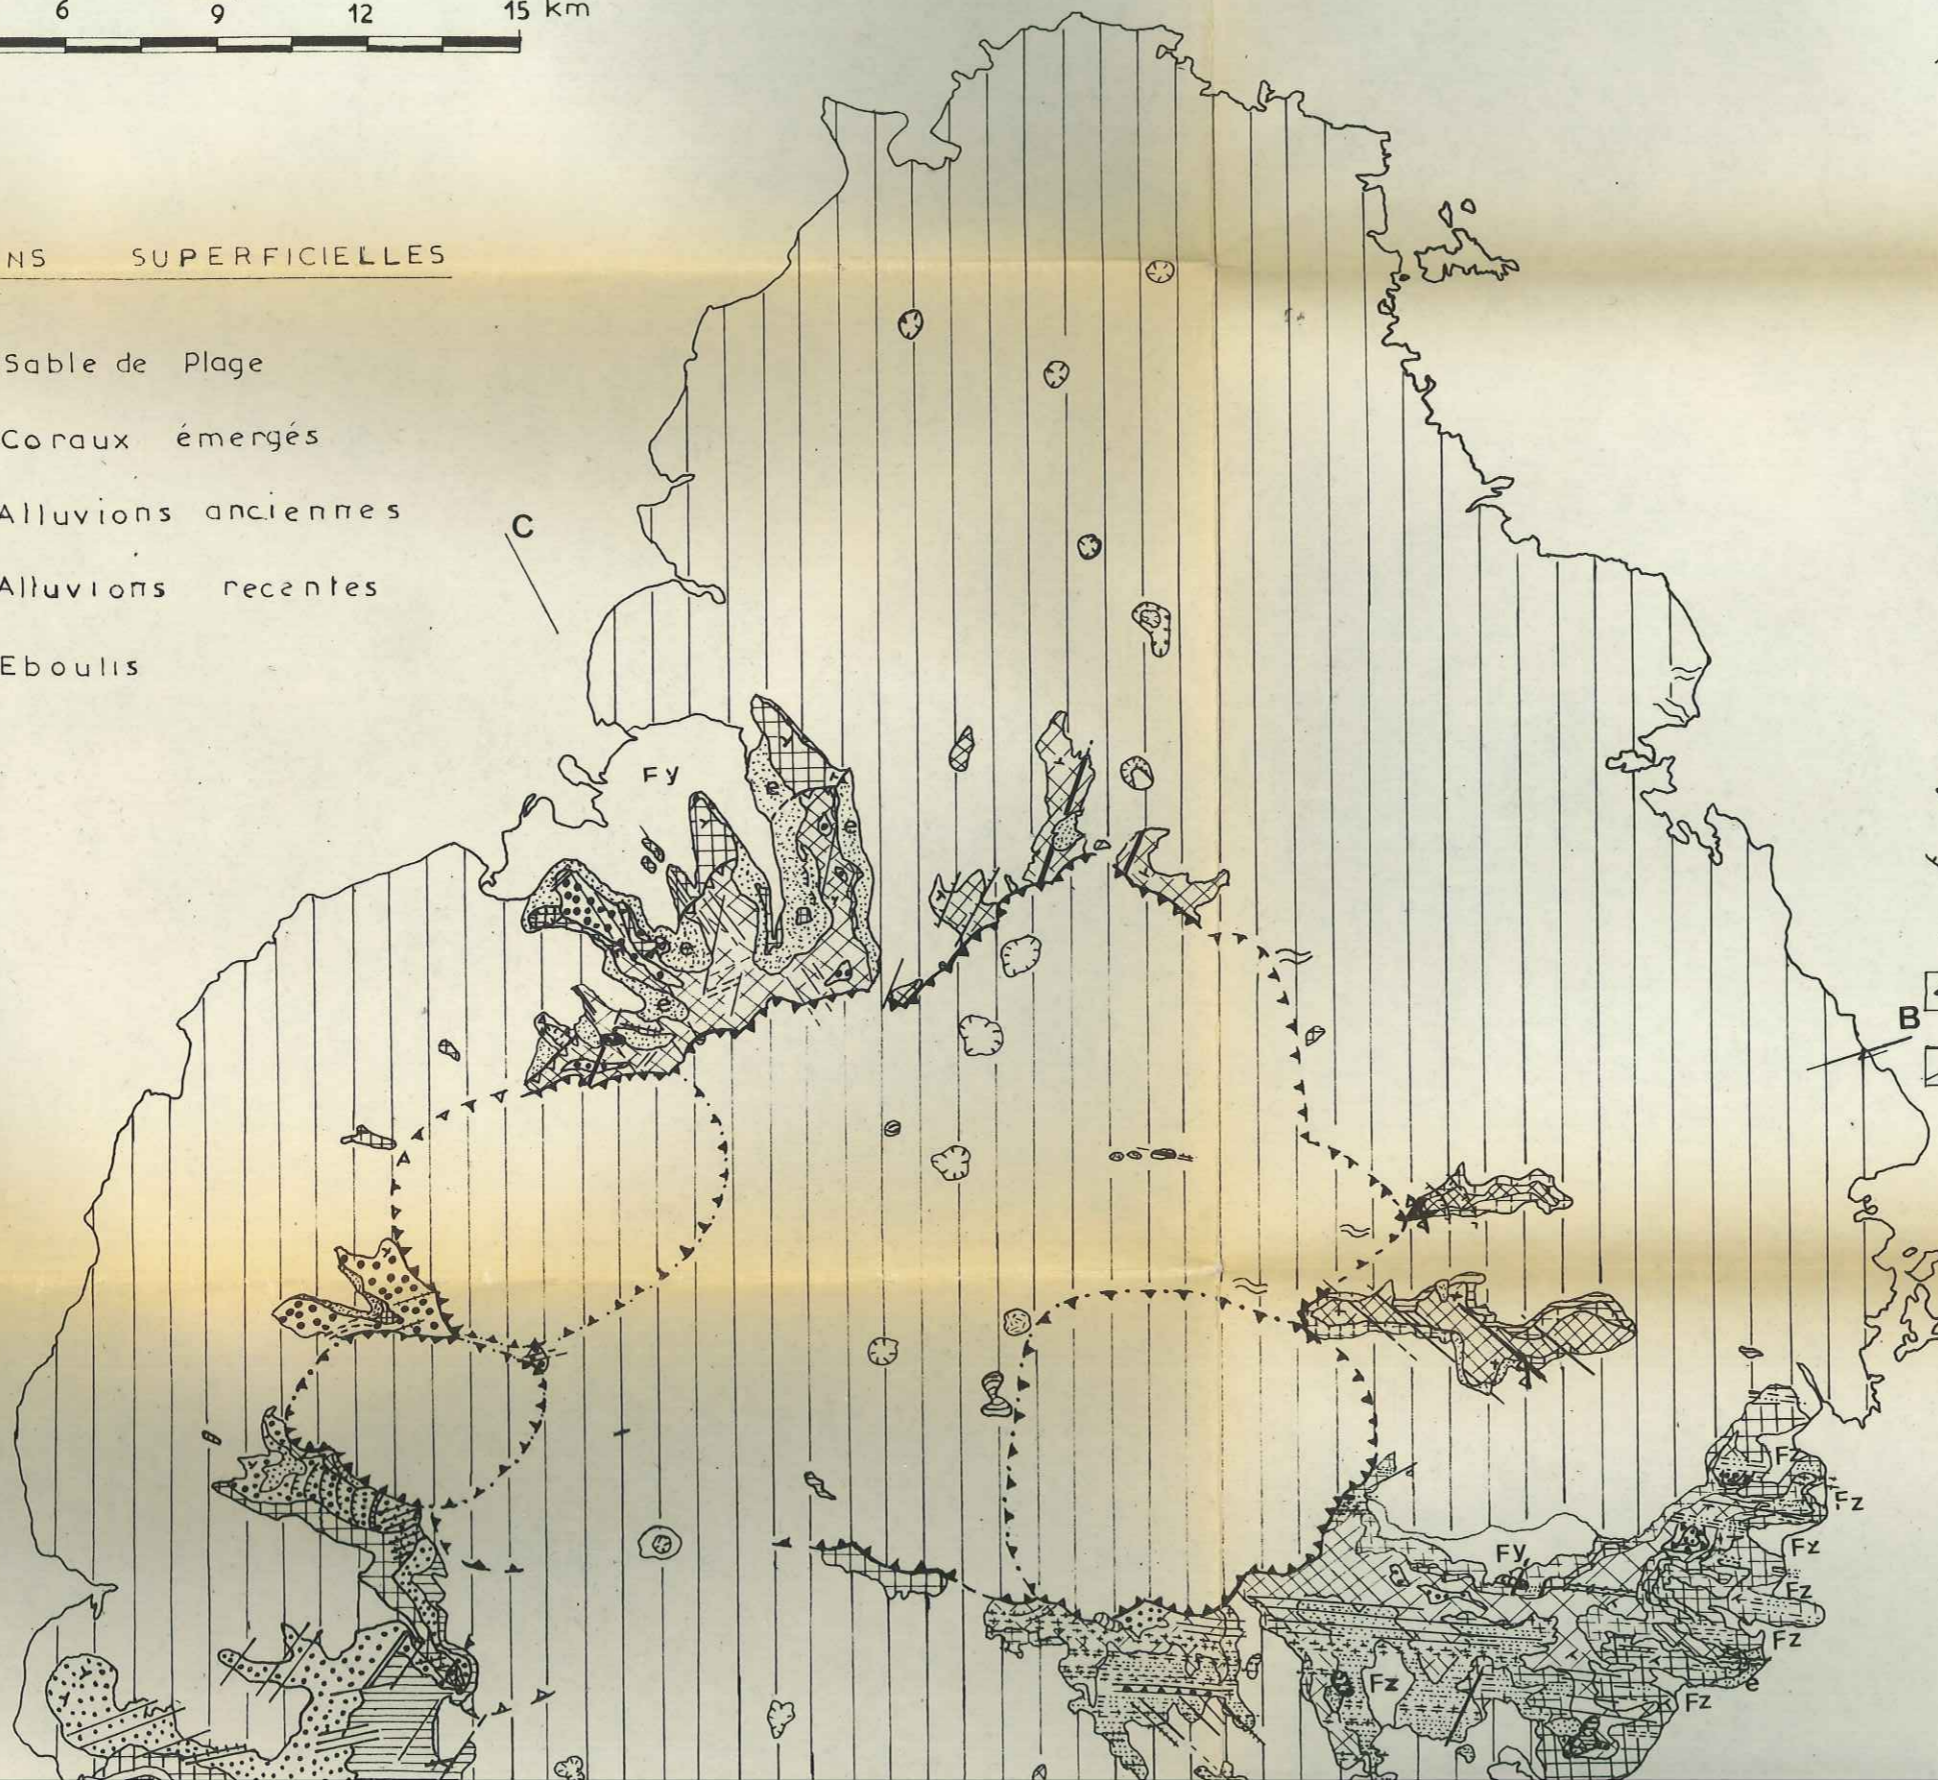 6 9 12 15 km
NS SUPERFICIELLES
Sable de Plage
Coraux émergés
Alluvions anciennes
Alluvions recentes
Eboulis
C
Fy
e
e
e
e
B
Fz
Fz
Fy
Fz
Fz
Fz
Fz
Fz
e